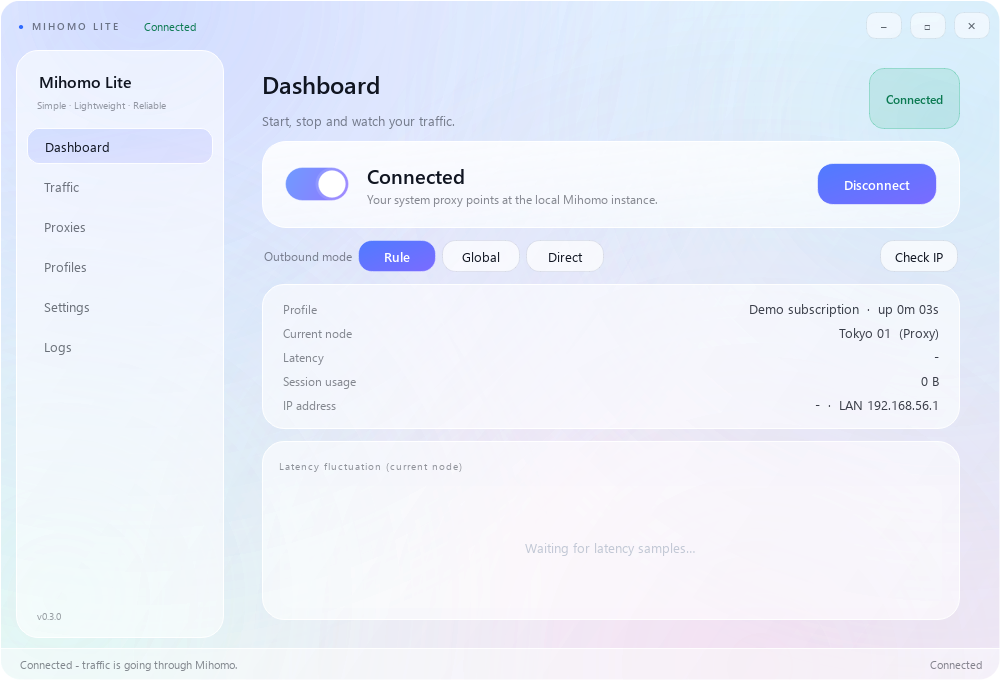 MIHOMO LITE Connected
Mihomo Lite
Simple · Lightweight · Reliable
Dashboard
Traffic
Proxies
Profiles
Settings
Logs
v0.3.0
Dashboard
Start, stop and watch your traffic.
Connected
Connected
Your system proxy points at the local Mihomo instance.
Disconnect
Outbound mode Rule Global Direct Check IP
Profile Demo subscription · up 0m 03s
Current node Tokyo 01 (Proxy)
Latency -
Session usage 0 B
IP address - · LAN 192.168.56.1
Latency fluctuation (current node)
Waiting for latency samples...
Connected - traffic is going through Mihomo. Connected